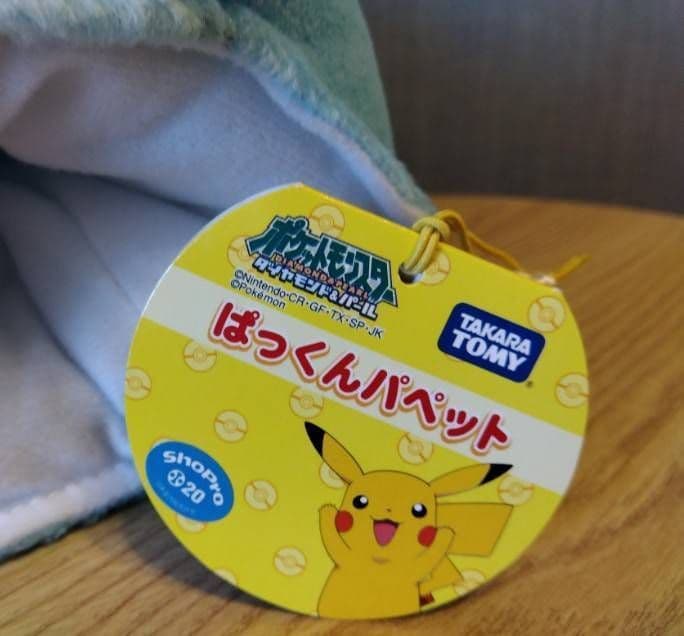 ポケットモンスター
DIAMOND&PEARL
ダイヤモンド&パール
©Nintendo・CR・GF・TX・SP・JK
©Pokémon
TAKARA
TOMY
ぱっくんパペット
ShoPro
20